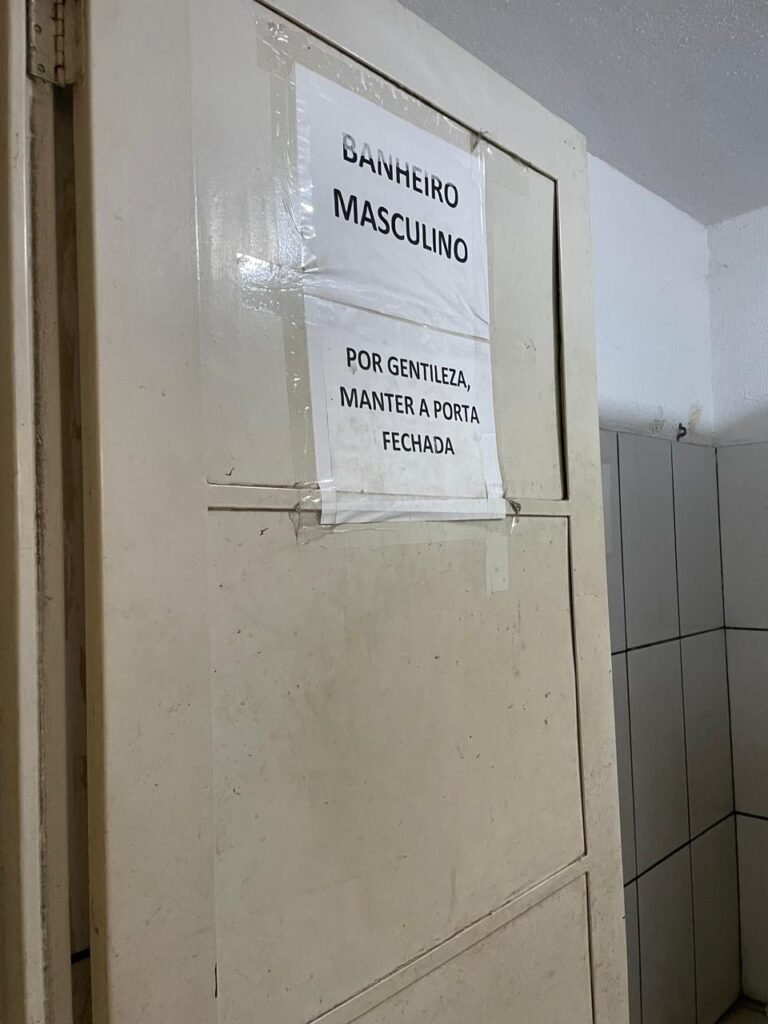 BANHEIRO
MASCULINO
POR GENTILEZA,
MANTER A PORTA
FECHADA